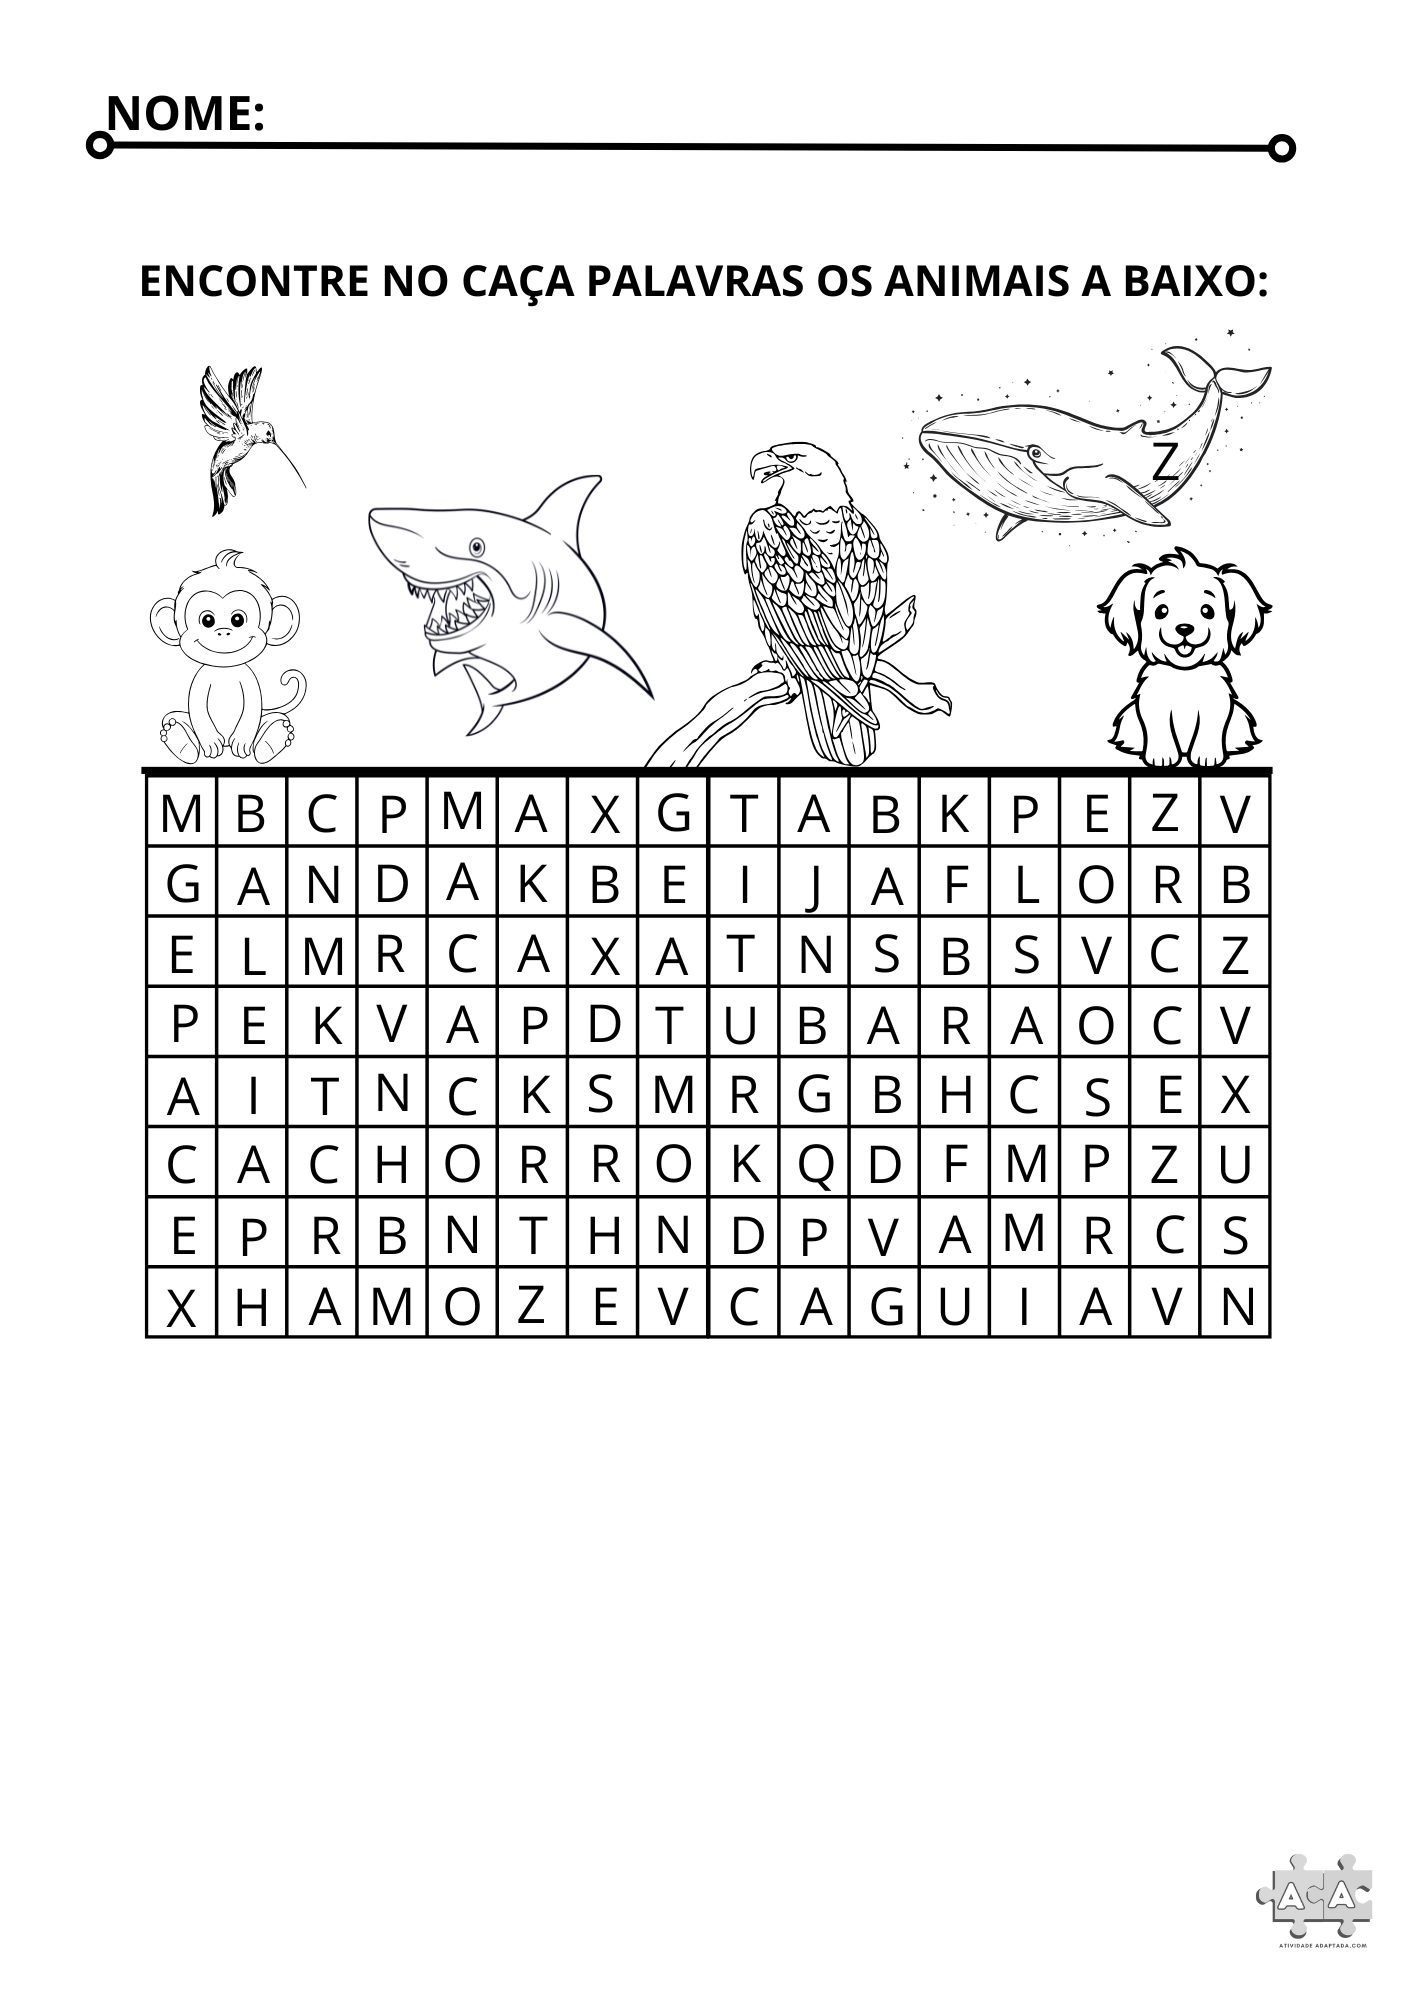 NOME:
ENCONTRE NO CAÇA PALAVRAS OS ANIMAIS A BAIXO:
Z
M B C P M A X G T A B K P E Z V
G A N D A K B E I J A F L O R B
E L M R C A X A T N S B S V C Z
P E K V A P D T U B A R A O C V
A I T N C K S M R G B H C S E X
C A C H O R R O K Q D F M P Z U
E P R B N T H N D P V A M R C S
X H A M O Z E V C A G U I A V N
A A
ATIVIDADE ADAPTADA.COM